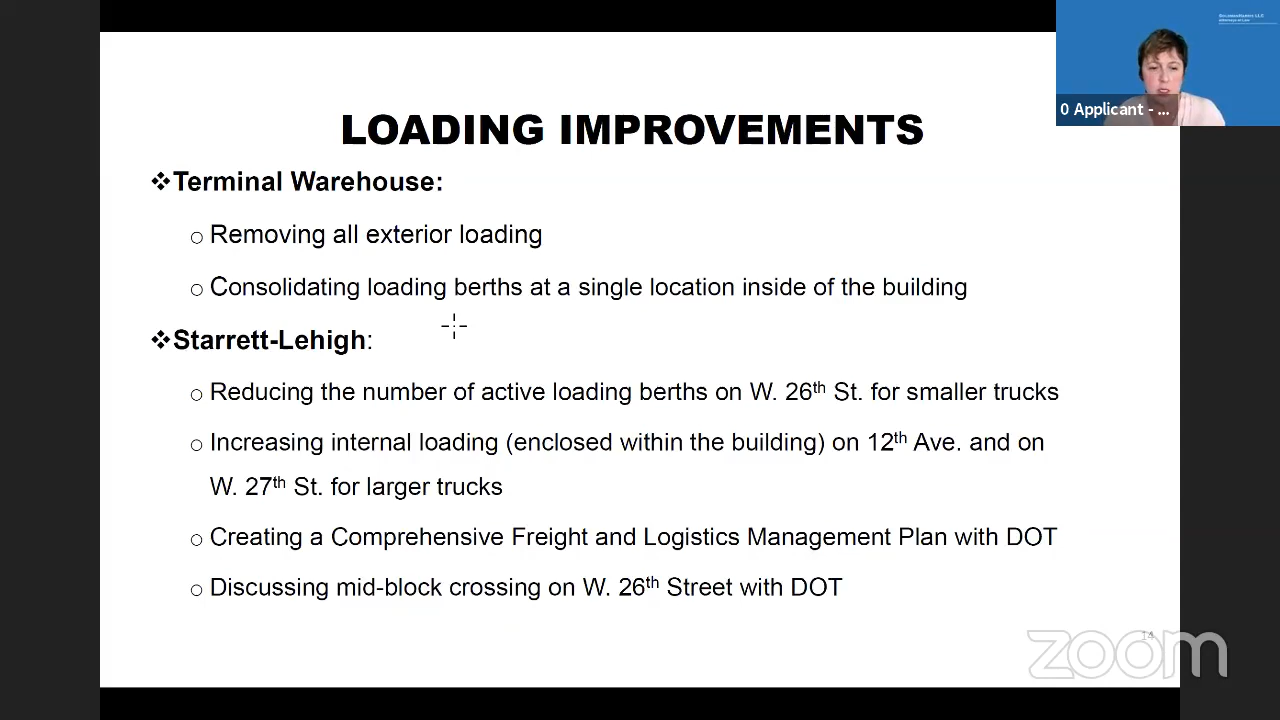 LOADING IMPROVEMENTS
❖Terminal Warehouse:
○ Removing all exterior loading
○ Consolidating loading berths at a single location inside of the building
❖Starrett-Lehigh:
○ Reducing the number of active loading berths on W. 26th St. for smaller trucks
○ Increasing internal loading (enclosed within the building) on 12th Ave. and on
W. 27th St. for larger trucks
○ Creating a Comprehensive Freight and Logistics Management Plan with DOT
○ Discussing mid-block crossing on W. 26th Street with DOT
0 Applicant - ...
14
zoom